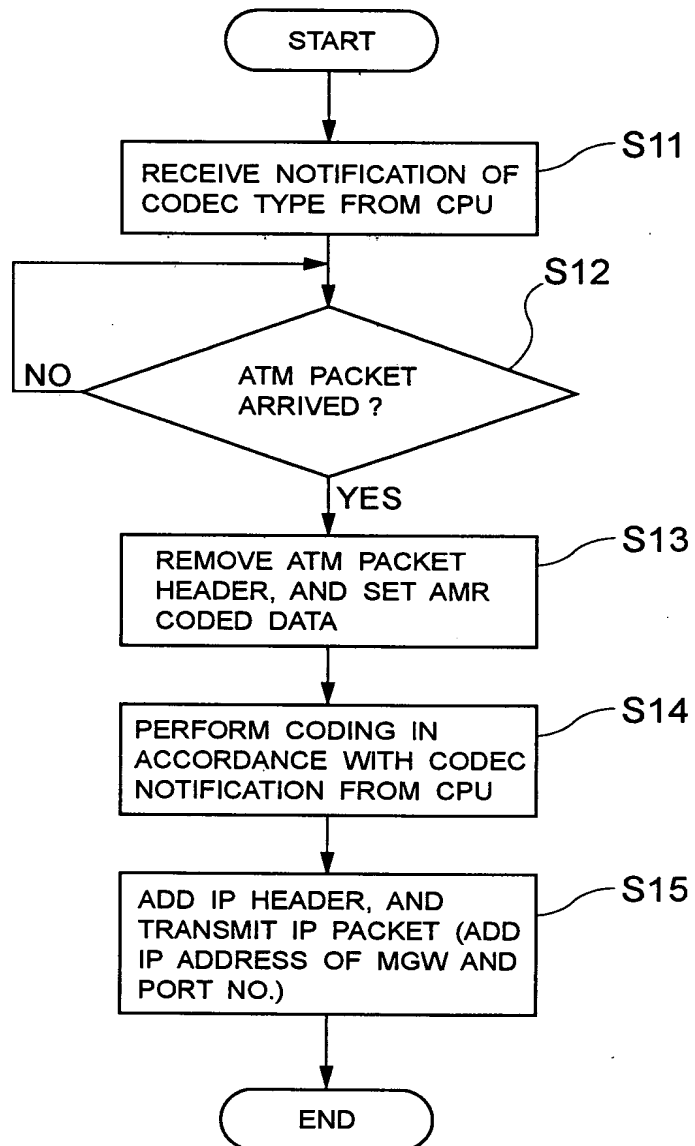 START
S11
RECEIVE NOTIFICATION OF
CODEC TYPE FROM CPU
S12
NO
ATM PACKET
ARRIVED ?
YES
S13
REMOVE ATM PACKET
HEADER, AND SET AMR
CODED DATA
S14
PERFORM CODING IN
ACCORDANCE WITH CODEC
NOTIFICATION FROM CPU
S15
ADD IP HEADER, AND
TRANSMIT IP PACKET (ADD
IP ADDRESS OF MGW AND
PORT NO.)
END